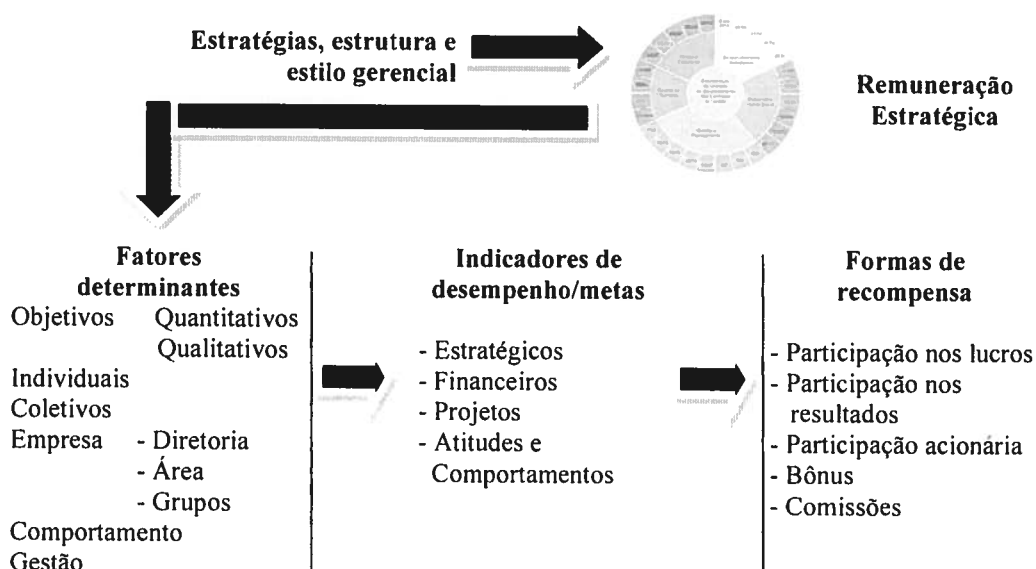 Estratégias, estrutura e
estilo gerencial
Remuneração
Estratégica
Fatores
determinantes
Objetivos Quantitativos
Qualitativos
Individuais
Coletivos
Empresa - Diretoria
- Área
- Grupos
Comportamento
Gestão
Indicadores de
desempenho/metas
- Estratégicos
- Financeiros
- Projetos
- Atitudes e
Comportamentos
Formas de
recompensa
- Participação nos lucros
- Participação nos
resultados
- Participação acionária
- Bônus
- Comissões